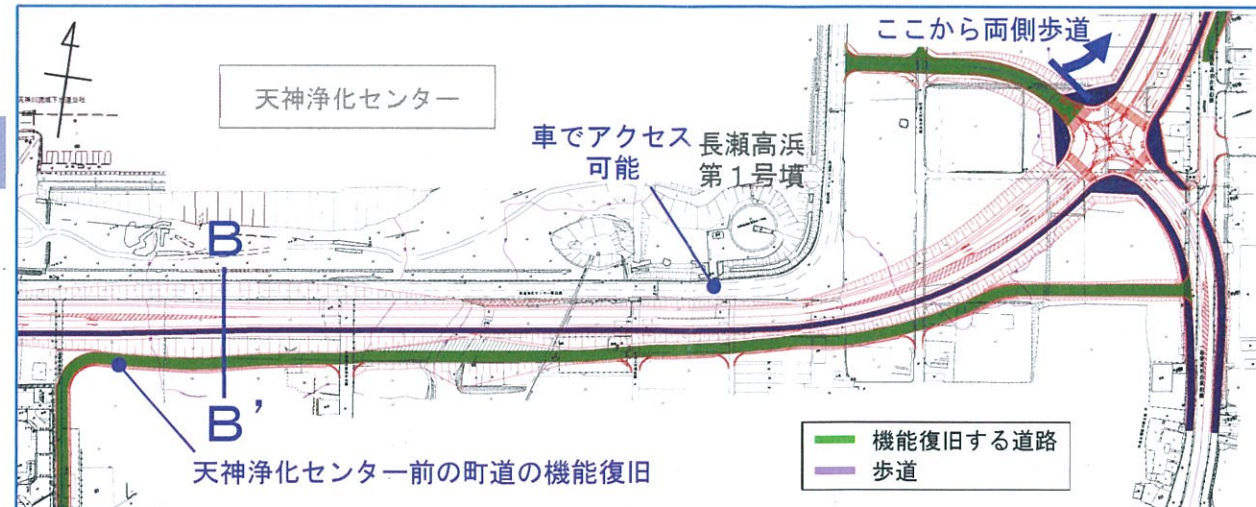 ここから両側歩道
天神浄化センター
車でアクセス
可能
長瀬高浜
第1号墳
B
B'
天神浄化センター前の町道の機能復旧
機能復旧する道路
歩道